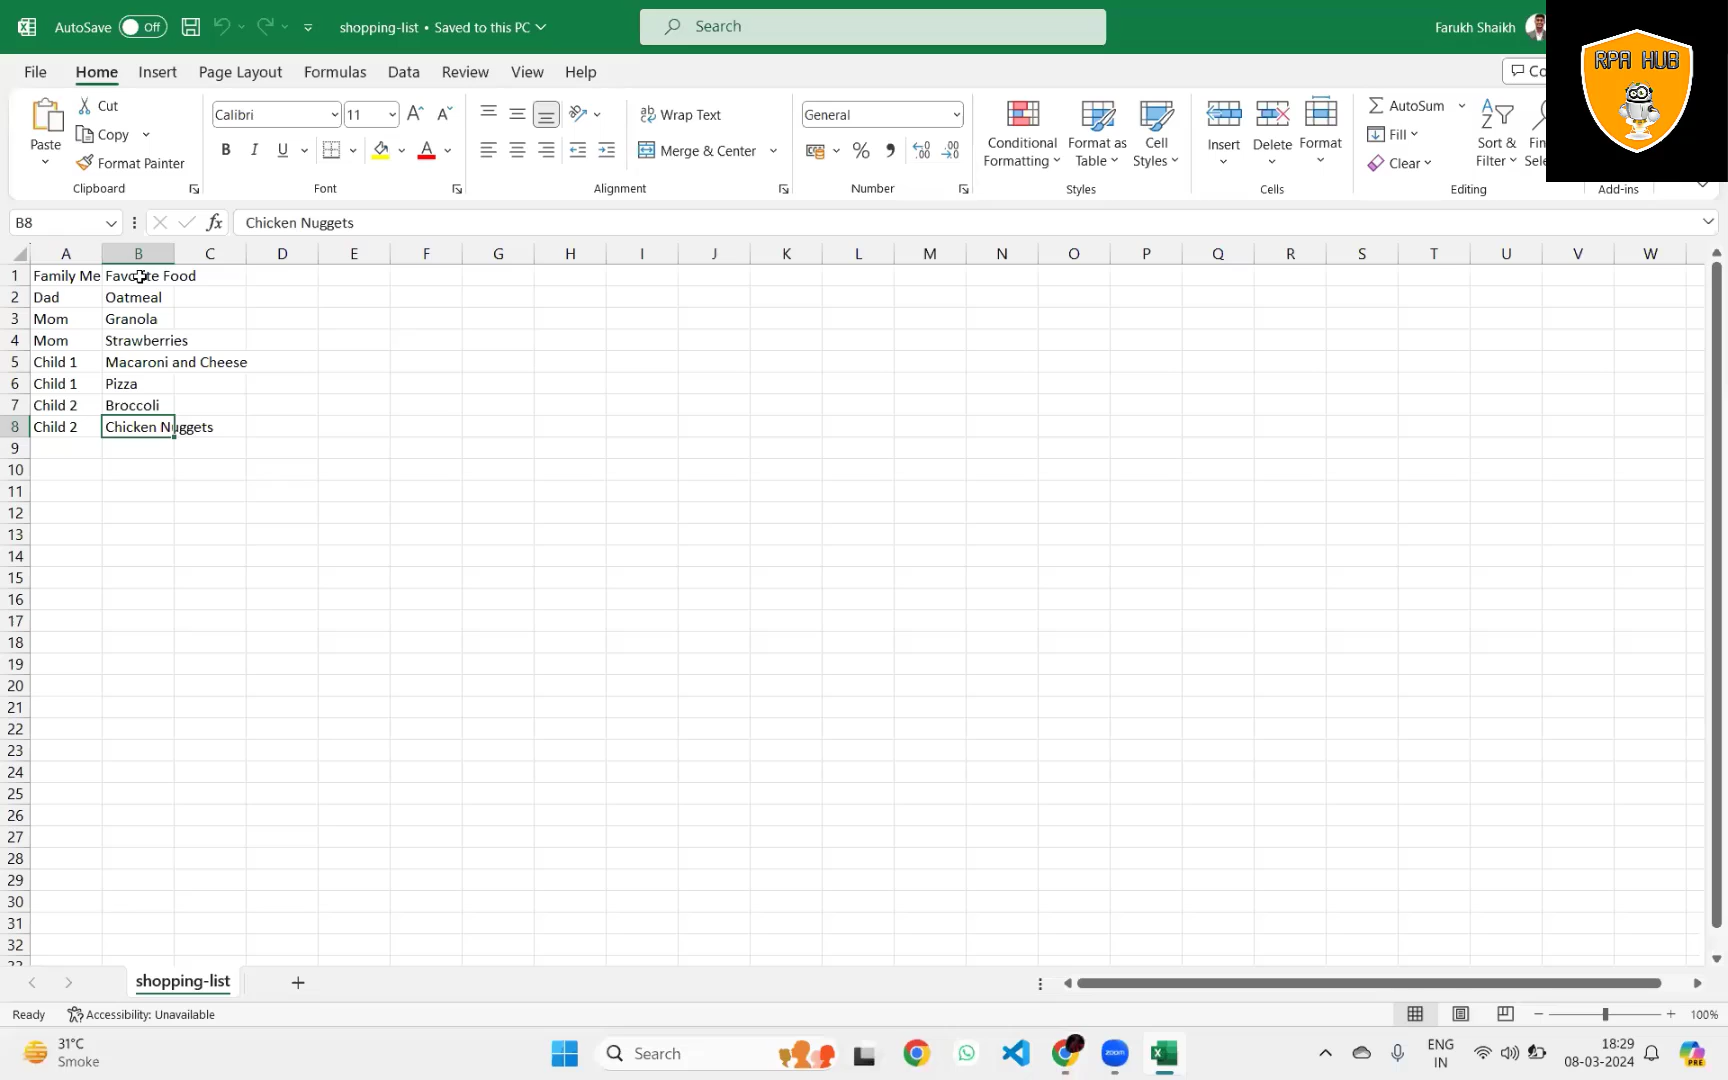 AutoSave Off shopping-list • Saved to this PC Search Farukh Shaikh
RPA HUB
File Home Insert Page Layout Formulas Data Review View Help
Paste Cut Copy Format Painter
Calibri 11
B I U A
Wrap Text
Merge & Center
General
Conditional Formatting Format as Table Cell Styles
Insert Delete Format
AutoSum Fill Clear
Sort & Filter
Clipboard Font Alignment Number Styles Cells Editing Add-ins
B8 fx Chicken Nuggets
A B C D E F G H I J K L M N O P Q R S T U V W
1 Family Me Favorite Food
2 Dad Oatmeal
3 Mom Granola
4 Mom Strawberries
5 Child 1 Macaroni and Cheese
6 Child 1 Pizza
7 Child 2 Broccoli
8 Child 2 Chicken Nuggets
9
10
11
12
13
14
15
16
17
18
19
20
21
22
23
24
25
26
27
28
29
30
31
32
shopping-list
Ready Accessibility: Unavailable 100%
31°C
Smoke
Search
zoom
PRE
ENG
IN
18:29
08-03-2024